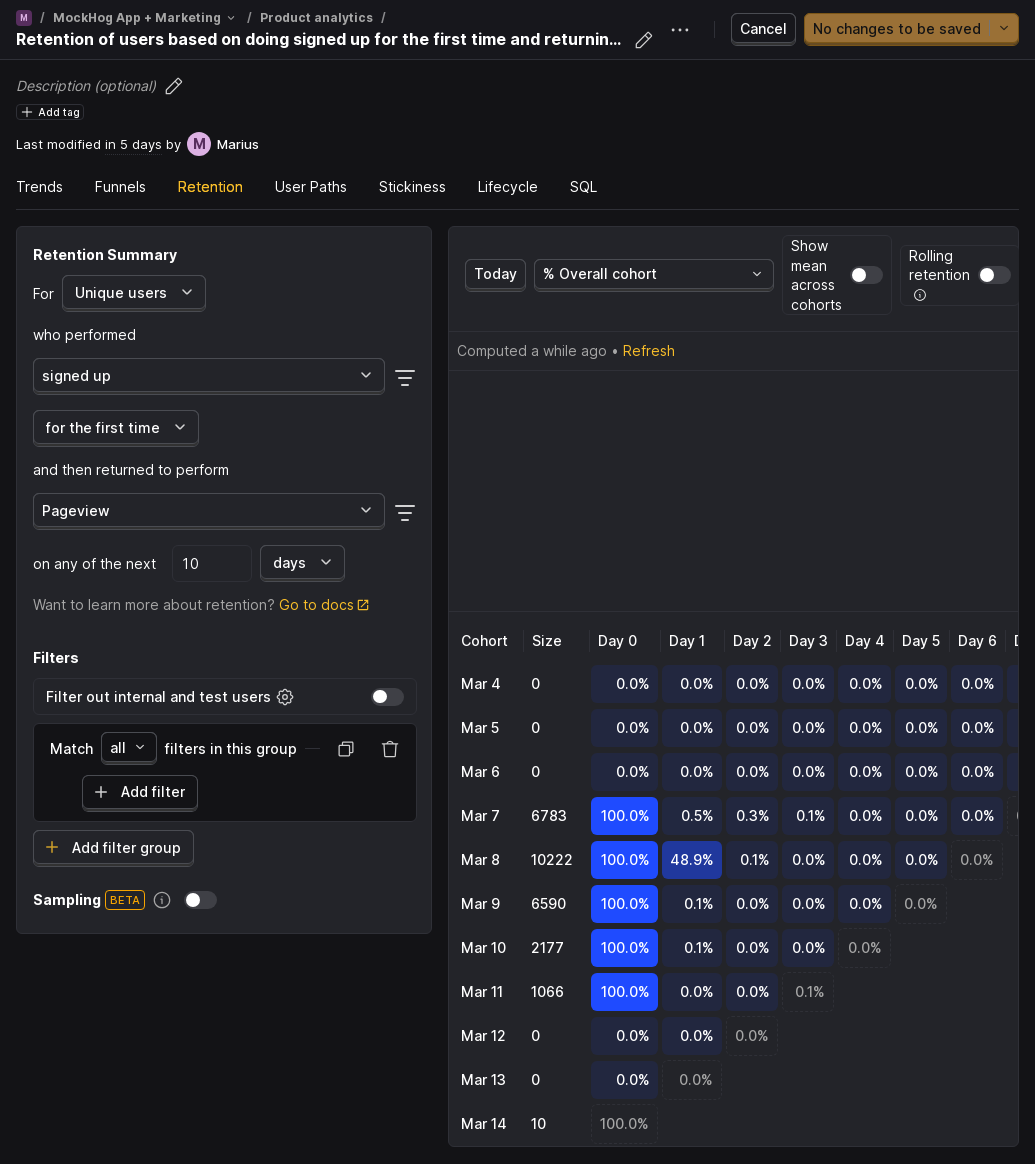 M / MockHog App + Marketing / Product analytics /
Retention of users based on doing signed up for the first time and returnin...
Cancel
No changes to be saved
Description (optional)
Add tag
Last modified in 5 days by M Marius
Trends Funnels Retention User Paths Stickiness Lifecycle SQL
Retention Summary
For Unique users
who performed
signed up
for the first time
and then returned to perform
Pageview
on any of the next 10 days
Want to learn more about retention? Go to docs
Filters
Filter out internal and test users
Match all filters in this group
Add filter
Add filter group
Sampling BETA
Today
% Overall cohort
Show
mean
across
cohorts
Rolling
retention
Computed a while ago • Refresh
Cohort Size Day 0 Day 1 Day 2 Day 3 Day 4 Day 5 Day 6
Mar 4 0 0.0% 0.0% 0.0% 0.0% 0.0% 0.0% 0.0%
Mar 5 0 0.0% 0.0% 0.0% 0.0% 0.0% 0.0% 0.0%
Mar 6 0 0.0% 0.0% 0.0% 0.0% 0.0% 0.0% 0.0%
Mar 7 6783 100.0% 0.5% 0.3% 0.1% 0.0% 0.0% 0.0%
Mar 8 10222 100.0% 48.9% 0.1% 0.0% 0.0% 0.0% 0.0%
Mar 9 6590 100.0% 0.1% 0.0% 0.0% 0.0% 0.0%
Mar 10 2177 100.0% 0.1% 0.0% 0.0% 0.0%
Mar 11 1066 100.0% 0.0% 0.0% 0.1%
Mar 12 0 0.0% 0.0% 0.0%
Mar 13 0 0.0% 0.0%
Mar 14 10 100.0%